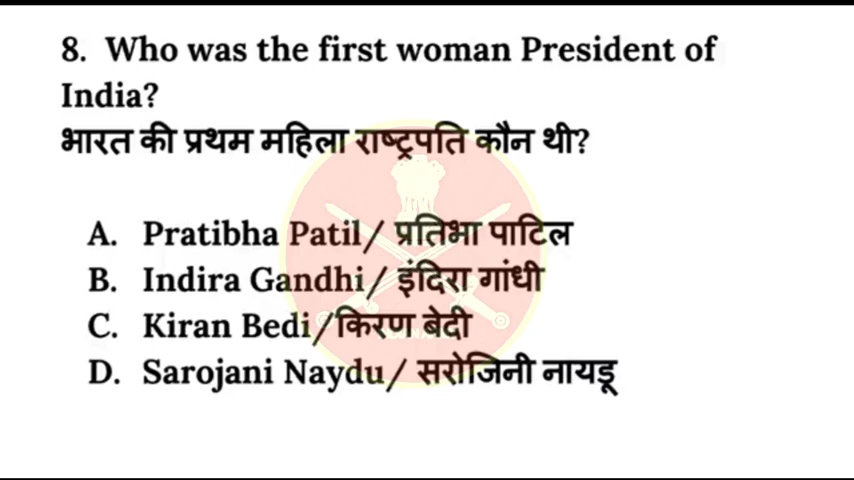 8. Who was the first woman President of
India?
भारत की प्रथम महिला राष्ट्रपति कौन थी?
A. Pratibha Patil/ प्रतिभा पाटिल
B. Indira Gandhi/ इंदिरा गांधी
C. Kiran Bedi/किरण बेदी
D. Sarojani Naydu/ सरोजिनी नायडू